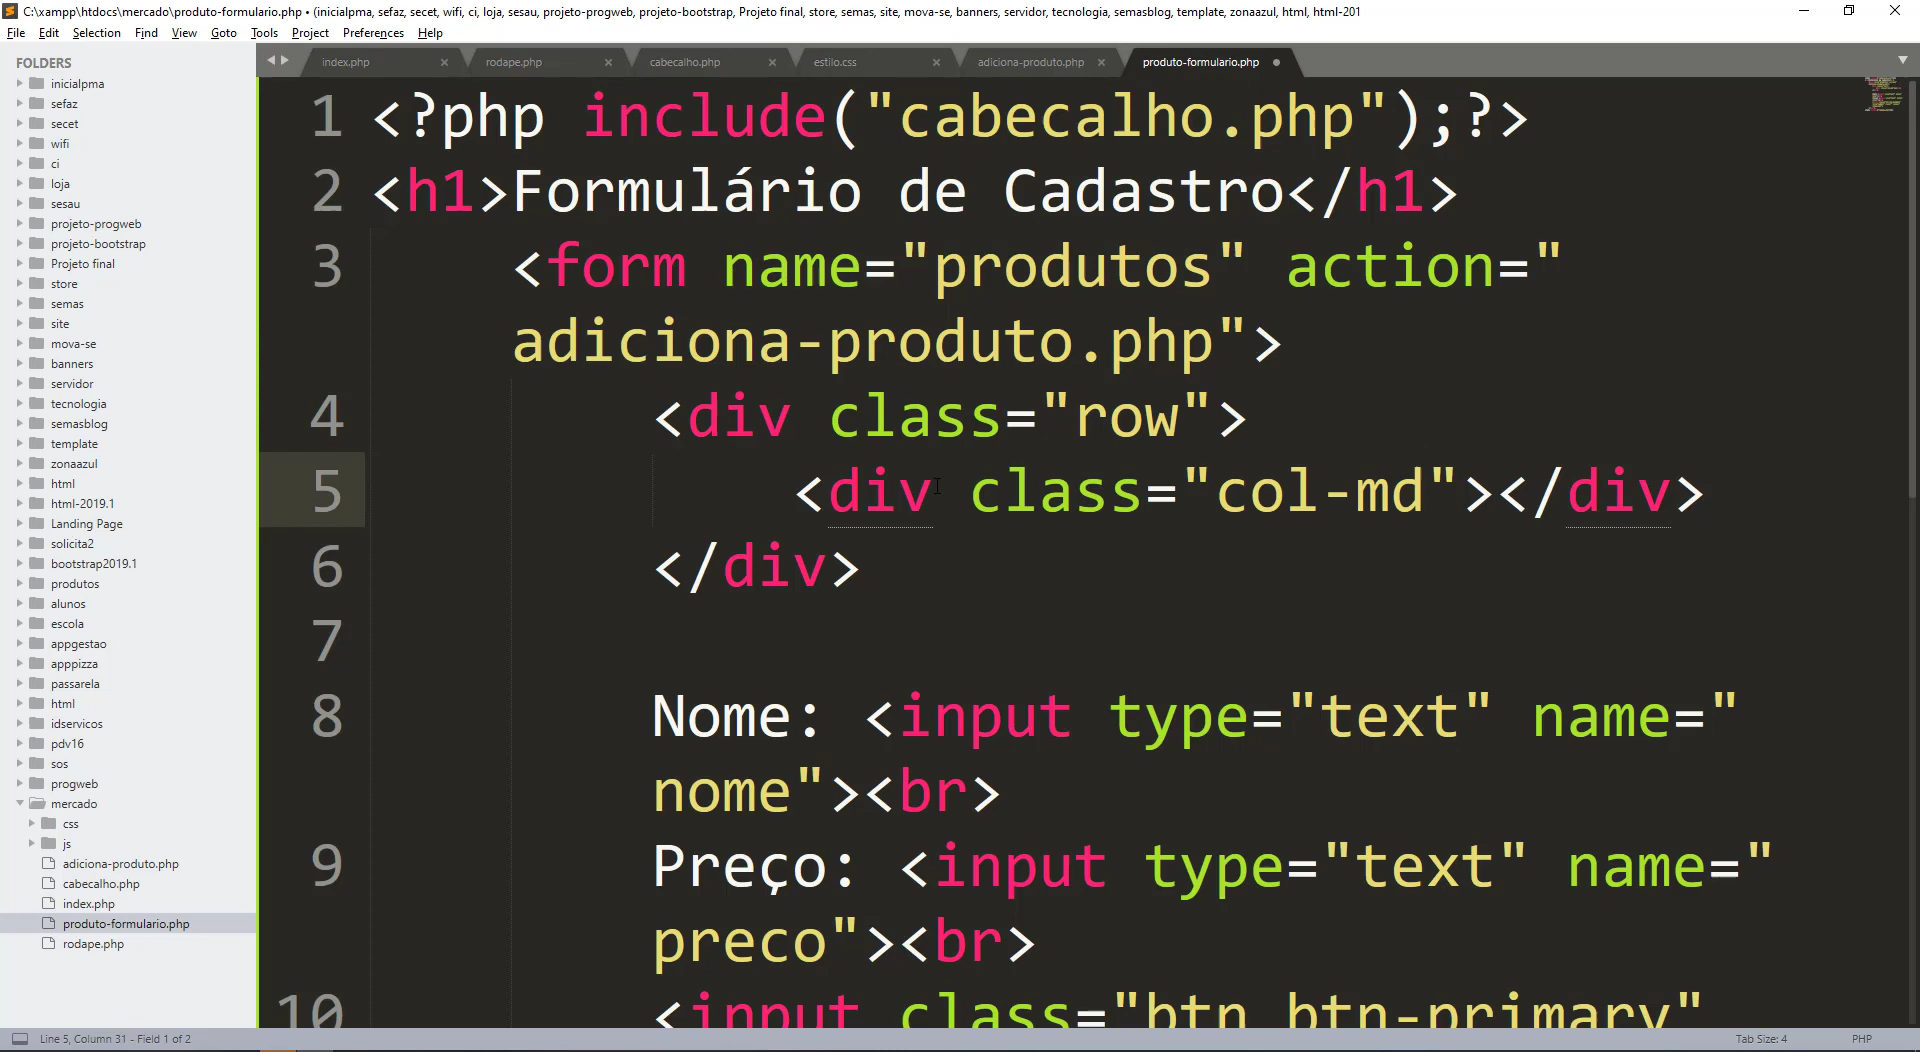 C:\xampp\htdocs\mercado\produto-formulario.php • (inicialpma, sefaz, secet, wifi, ci, loja, sesau, projeto-progweb, projeto-bootstrap, Projeto final, store, semas, site, mova-se, banners, servidor, tecnologia, semasblog, template, zonaazul, html, html-201
File Edit Selection Find View Goto Tools Project Preferences Help
FOLDERS
inicialpma
sefaz
secet
wifi
ci
loja
sesau
projeto-progweb
projeto-bootstrap
Projeto final
store
semas
site
mova-se
banners
servidor
tecnologia
semasblog
template
zonaazul
html
html-2019.1
Landing Page
solicita2
bootstrap2019.1
produtos
alunos
escola
appgestao
apppizza
passarela
html
idservicos
pdv16
sos
progweb
mercado
css
js
adiciona-produto.php
cabecalho.php
index.php
produto-formulario.php
rodape.php
index.php rodape.php cabecalho.php estilo.css adiciona-produto.php produto-formulario.php
1 <?php include("cabecalho.php");?>
2 <h1>Formulário de Cadastro</h1>
3 <form name="produtos" action="
adiciona-produto.php">
4 <div class="row">
5 <div class="col-md"></div>
6 </div>
7
8 Nome: <input type="text" name="
nome"><br>
9 Preço: <input type="text" name="
preco"><br>
10 <input class="btn btn-primary"
Line 5, Column 31 - Field 1 of 2
Tab Size: 4
PHP